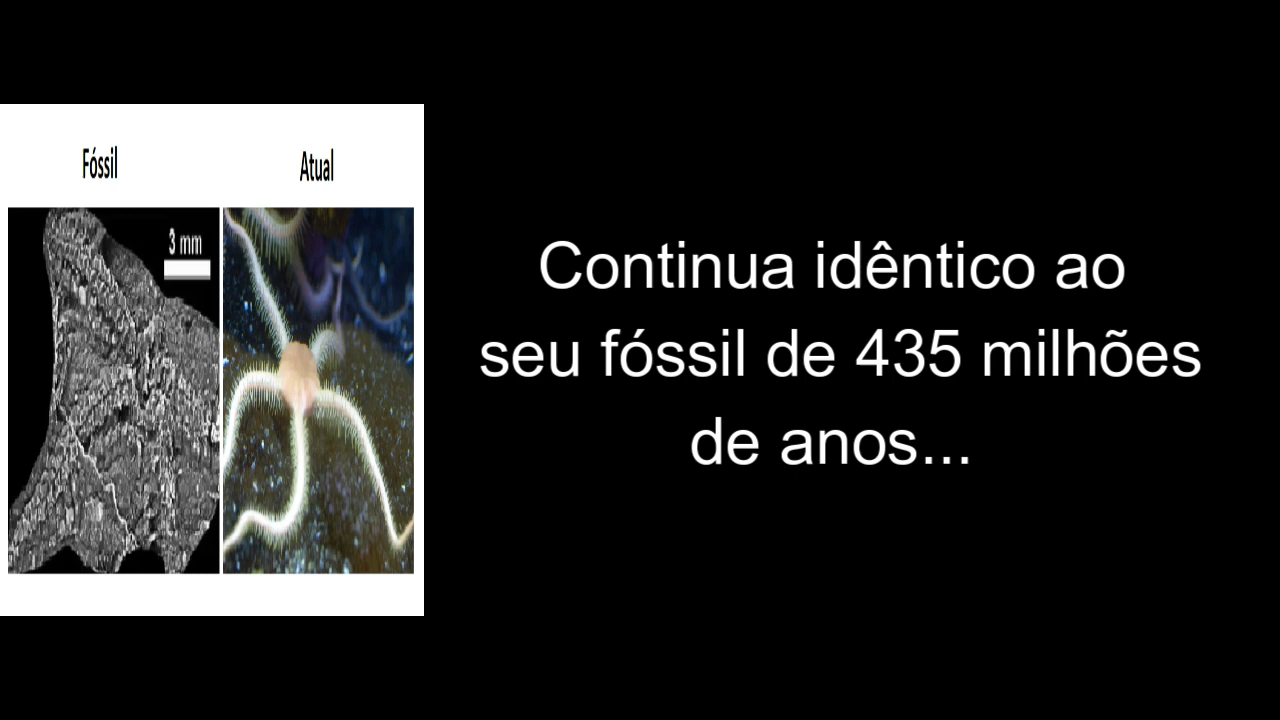 Fóssil
Atual
3 mm
Continua idêntico ao
seu fóssil de 435 milhões
de anos...